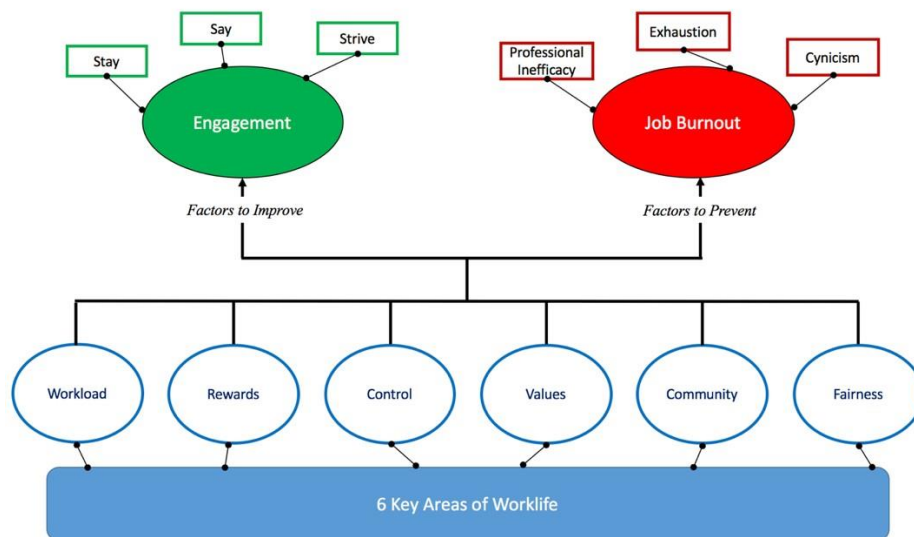 Say
Strive
Stay
Engagement
Exhaustion
Professional
Inefficacy
Cynicism
Job Burnout
Factors to Improve
Factors to Prevent
Workload
Rewards
Control
Values
Community
Fairness
6 Key Areas of Worklife